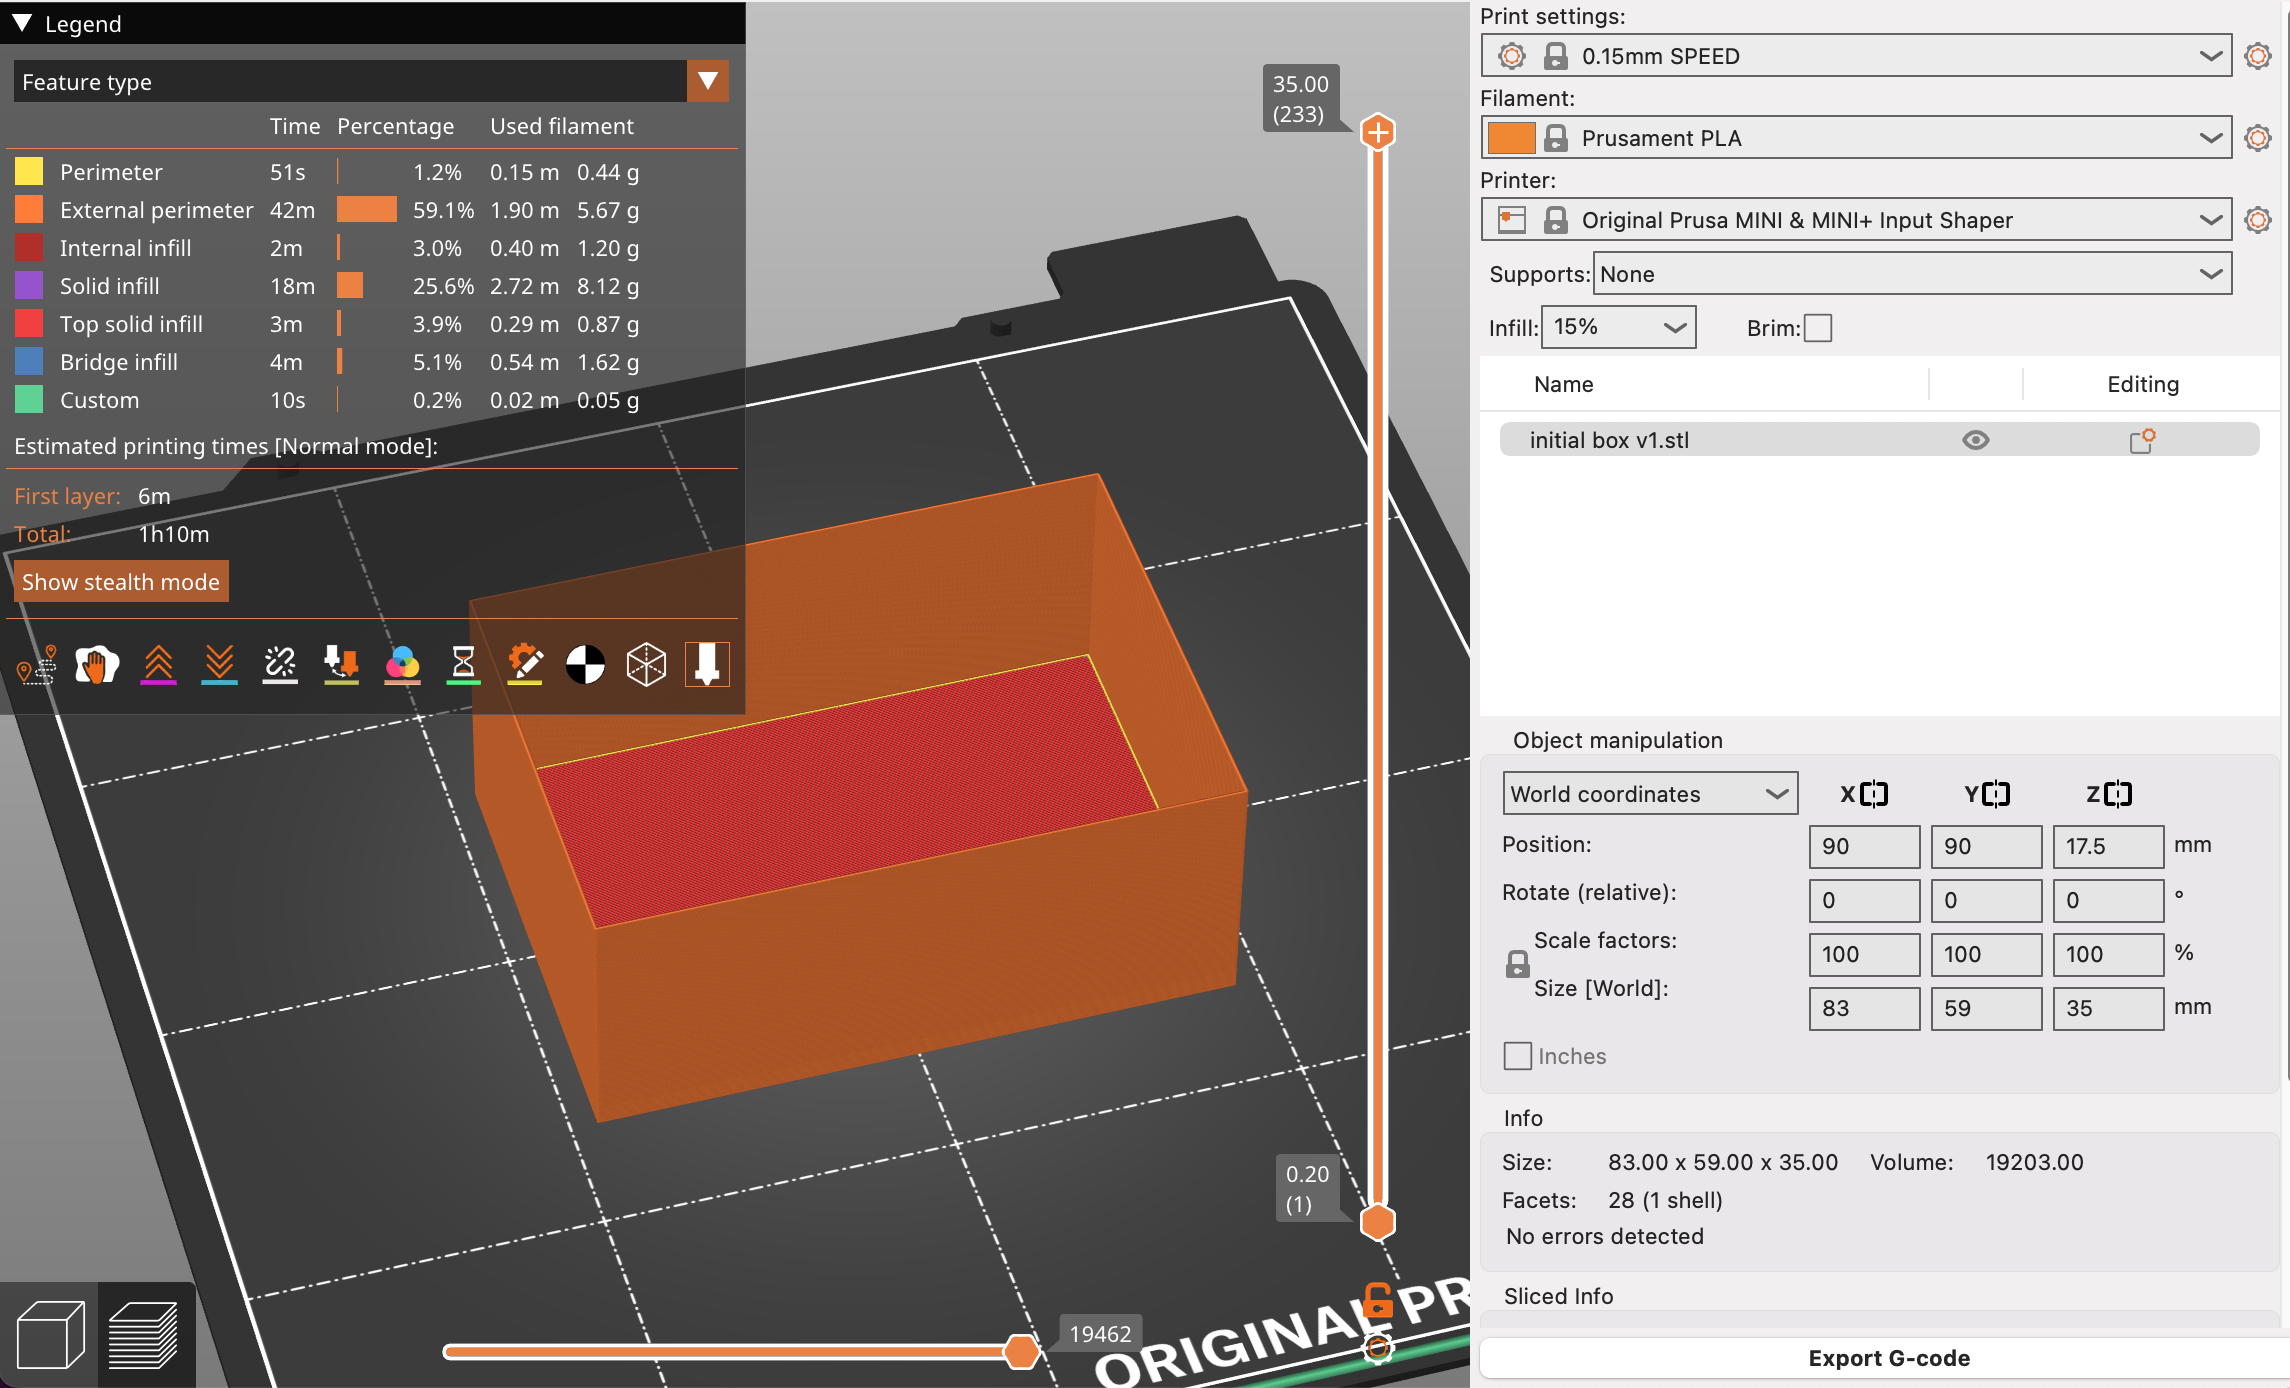 Legend
Feature type
Time Percentage Used filament
Perimeter 51s 1.2% 0.15 m 0.44 g
External perimeter 42m 59.1% 1.90 m 5.67 g
Internal infill 2m 3.0% 0.40 m 1.20 g
Solid infill 18m 25.6% 2.72 m 8.12 g
Top solid infill 3m 3.9% 0.29 m 0.87 g
Bridge infill 4m 5.1% 0.54 m 1.62 g
Custom 10s 0.2% 0.02 m 0.05 g
Estimated printing times [Normal mode]:
First layer: 6m
Total: 1h10m
Show stealth mode
35.00
(233)
0.20
(1)
19462
ORIGINAL PR
Print settings:
0.15mm SPEED
Filament:
Prusament PLA
Printer:
Original Prusa MINI & MINI+ Input Shaper
Supports: None
Infill: 15% Brim:
Name Editing
initial box v1.stl
Object manipulation
World coordinates X Y Z
Position: 90 90 17.5 mm
Rotate (relative): 0 0 0 °
Scale factors: 100 100 100 %
Size [World]: 83 59 35 mm
Inches
Info
Size: 83.00 x 59.00 x 35.00 Volume: 19203.00
Facets: 28 (1 shell)
No errors detected
Sliced Info
Export G-code